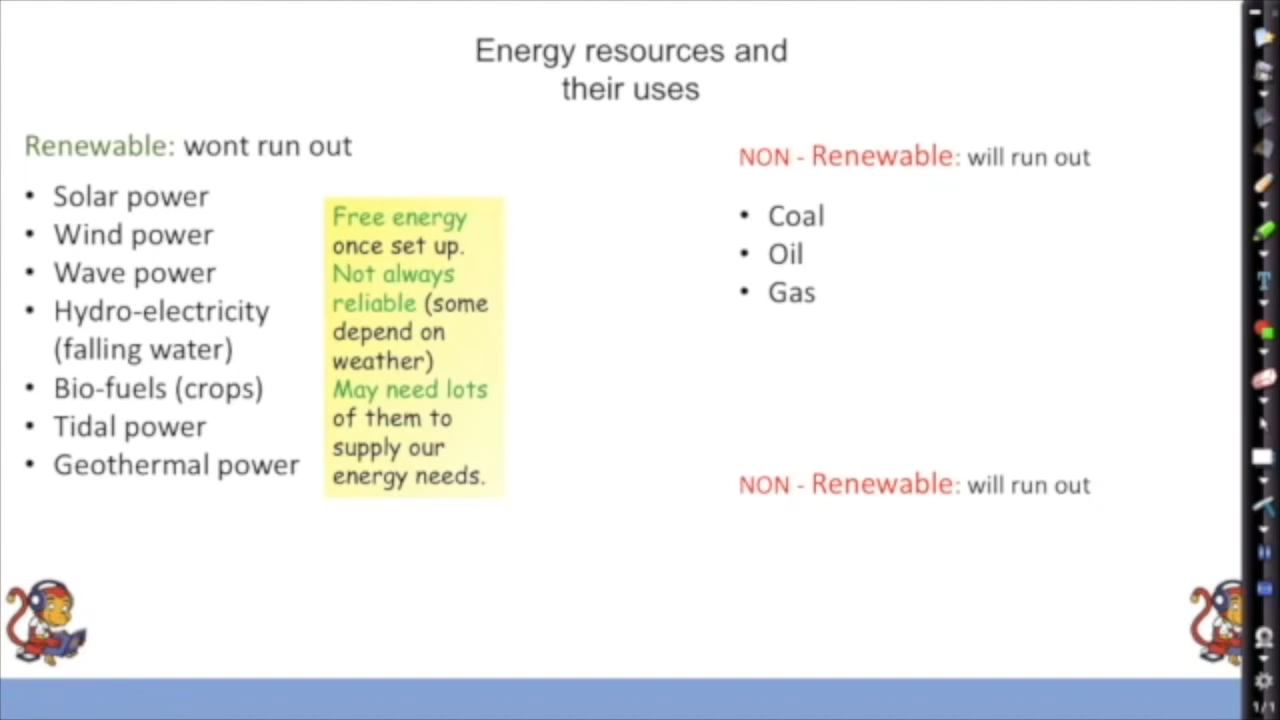 Energy resources and
their uses
Renewable: wont run out
• Solar power
• Wind power
• Wave power
• Hydro-electricity
(falling water)
• Bio-fuels (crops)
• Tidal power
• Geothermal power
Free energy
once set up.
Not always
reliable (some
depend on
weather)
May need lots
of them to
supply our
energy needs.
NON - Renewable: will run out
• Coal
• Oil
• Gas
NON - Renewable: will run out
1/1